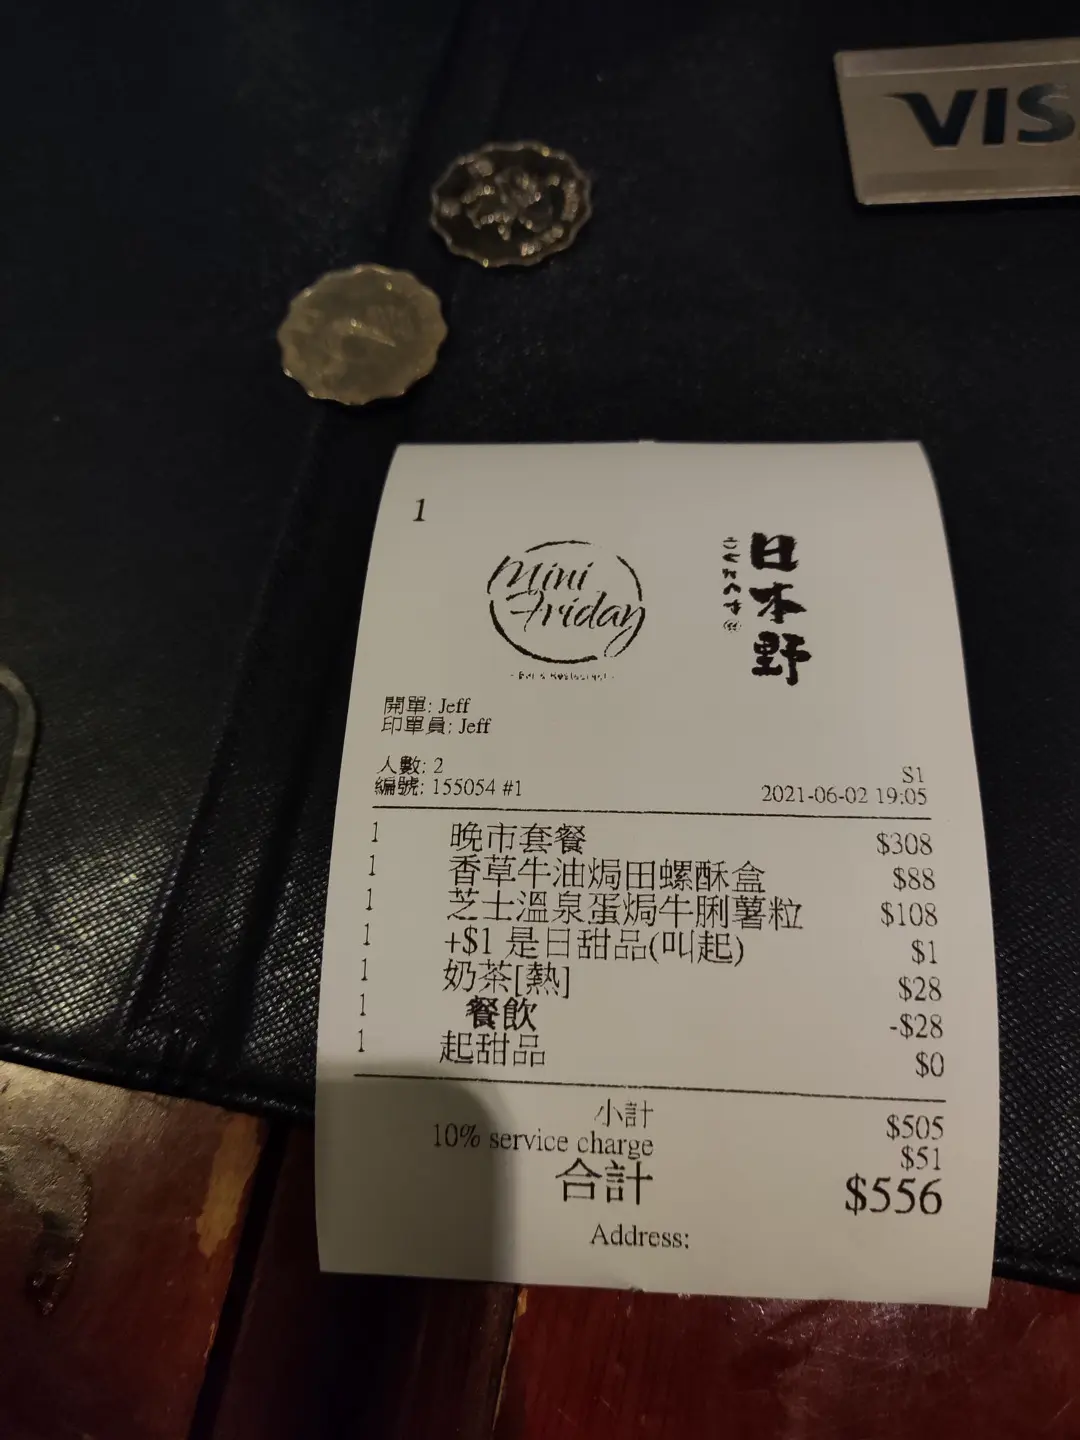 VIS
1
Mini
Friday
日本野
開單: Jeff
印單員: Jeff
人數: 2
S1
編號: 155054 #1
2021-06-02 19:05
1 晚市套餐 $308
1 香草牛油焗田螺酥盒 $88
1 芝士溫泉蛋焗牛脷薯粒 $108
1 +$1 是日甜品(叫起) $1
1 奶茶[熱] $28
1 餐飲 -$28
1 起甜品 $0
小計 $505
10% service charge $51
合計 $556
Address: